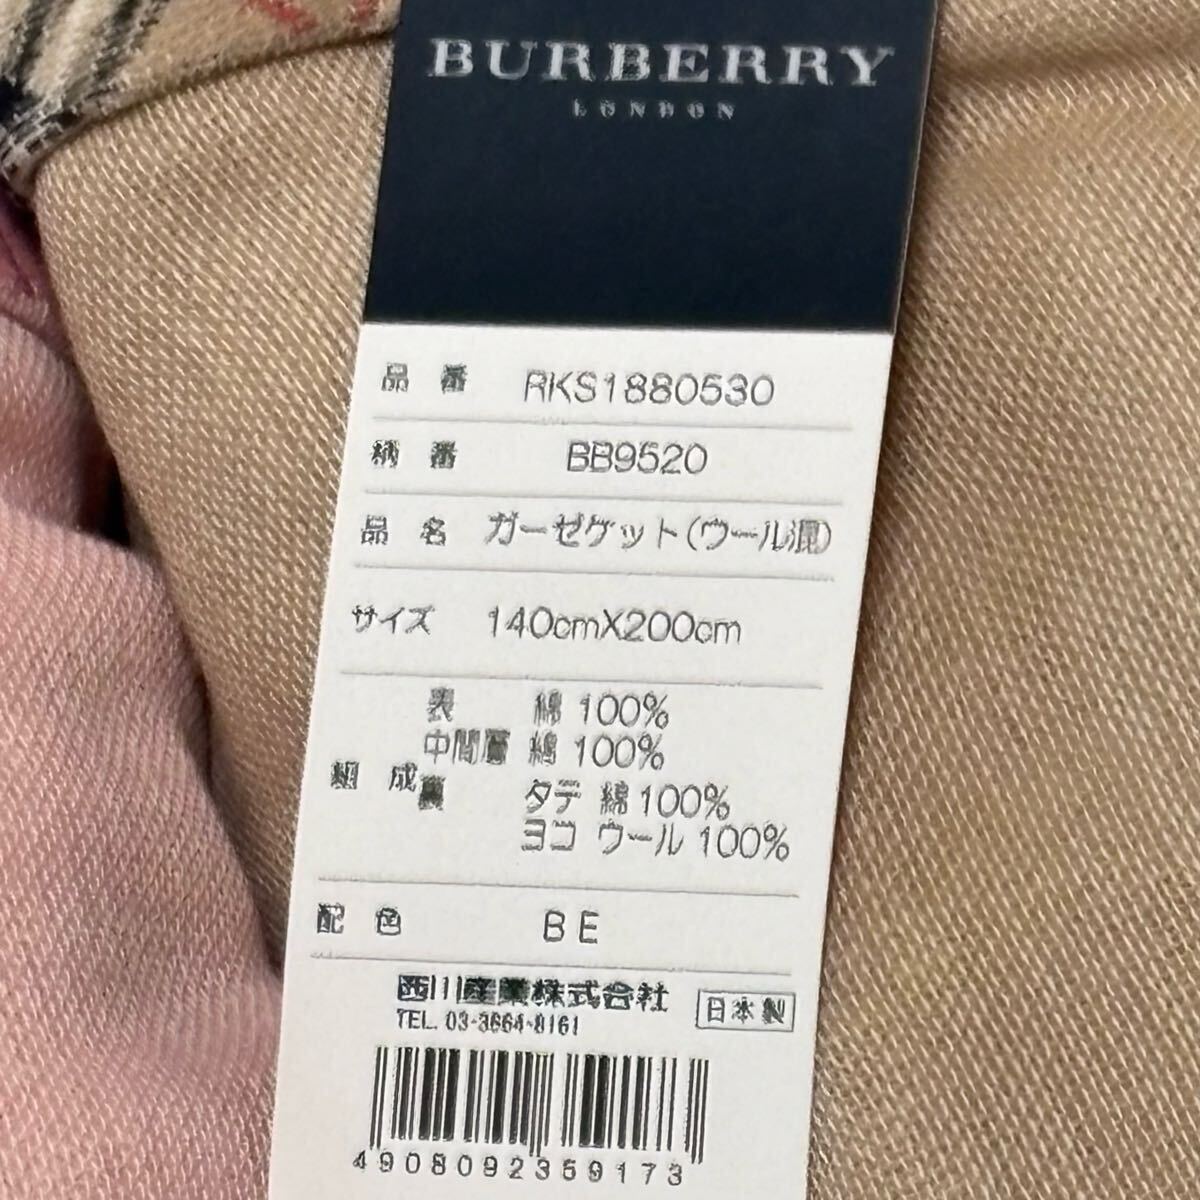 BURBERRY
LONDON
品 番 RKS1880530
柄 番 BB9520
品 名 ガーゼケット(ウール混)
サイズ 140cmX200cm
表 綿 100%
中間層 綿 100%
組 成
裏 タテ 綿 100%
ヨコ ウール 100%
配 色 BE
西川産業株式会社 日本製
TEL. 03-3664-8161
4908092359173